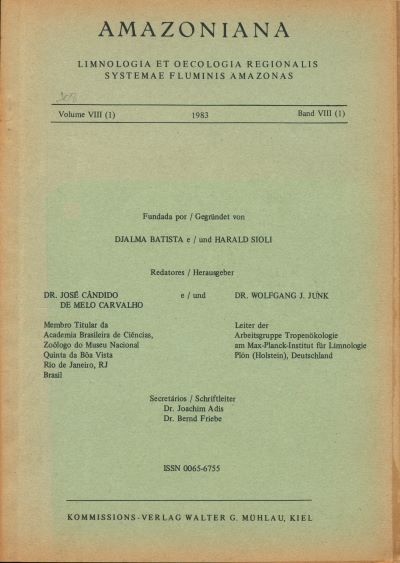 AMAZONIANA
LIMNOLOGIA ET OECOLOGIA REGIONALIS
SYSTEMAE FLUMINIS AMAZONAS
Volume VIII (1) 1983 Band VIII (1)
Fundada por / Gegründet von
DJALMA BATISTA e / und HARALD SIOLI
Redatores / Herausgeber
DR. JOSÉ CÂNDIDO
DE MELO CARVALHO
e / und
DR. WOLFGANG J. JUNK
Membro Titular da
Academia Brasileira de Ciências,
Zoólogo do Museu Nacional
Quinta da Bôa Vista
Rio de Janeiro, RJ
Brasil
Leiter der
Arbeitsgruppe Tropenökologie
am Max-Planck-Institut für Limnologie
Plön (Holstein), Deutschland
Secretários / Schriftleiter
Dr. Joachim Adis
Dr. Bernd Friebe
ISSN 0065-6755
KOMMISSIONS-VERLAG WALTER G. MÜHLAU, KIEL